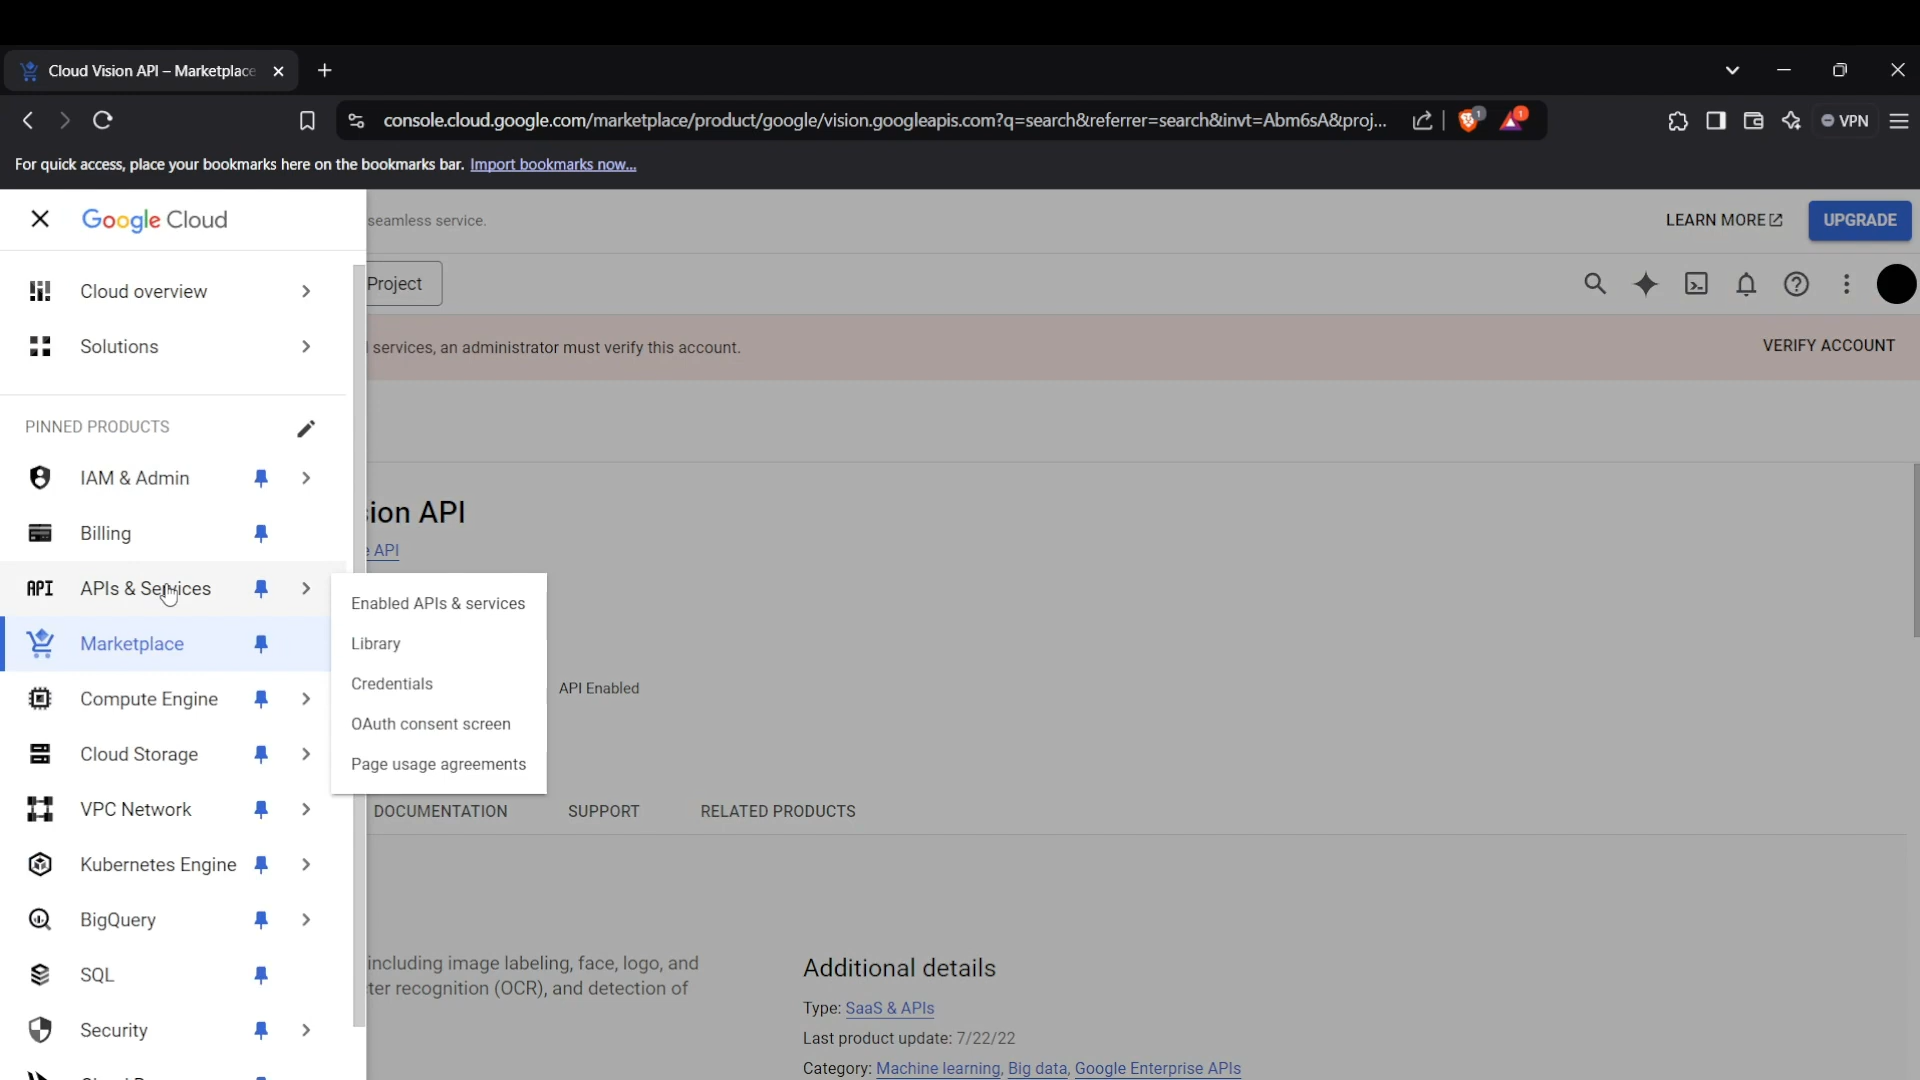 Cloud Vision API – Marketplace
console.cloud.google.com/marketplace/product/google/vision.googleapis.com?q=search&referrer=search&invt=Abm6sA&proj...
1
1
VPN
For quick access, place your bookmarks here on the bookmarks bar. Import bookmarks now...
Google Cloud
seamless service.
LEARN MORE
UPGRADE
Cloud overview
Project
Solutions
services, an administrator must verify this account.
VERIFY ACCOUNT
PINNED PRODUCTS
IAM & Admin
ion API
Billing
API
API APIs & Services
Enabled APIs & services
Marketplace
Library
Compute Engine
Credentials
API Enabled
OAuth consent screen
Cloud Storage
Page usage agreements
VPC Network
DOCUMENTATION
SUPPORT
RELATED PRODUCTS
Kubernetes Engine
BigQuery
including image labeling, face, logo, and
ter recognition (OCR), and detection of
SQL
Additional details
Type: SaaS & APIs
Security
Last product update: 7/22/22
Category: Machine learning, Big data, Google Enterprise APIs